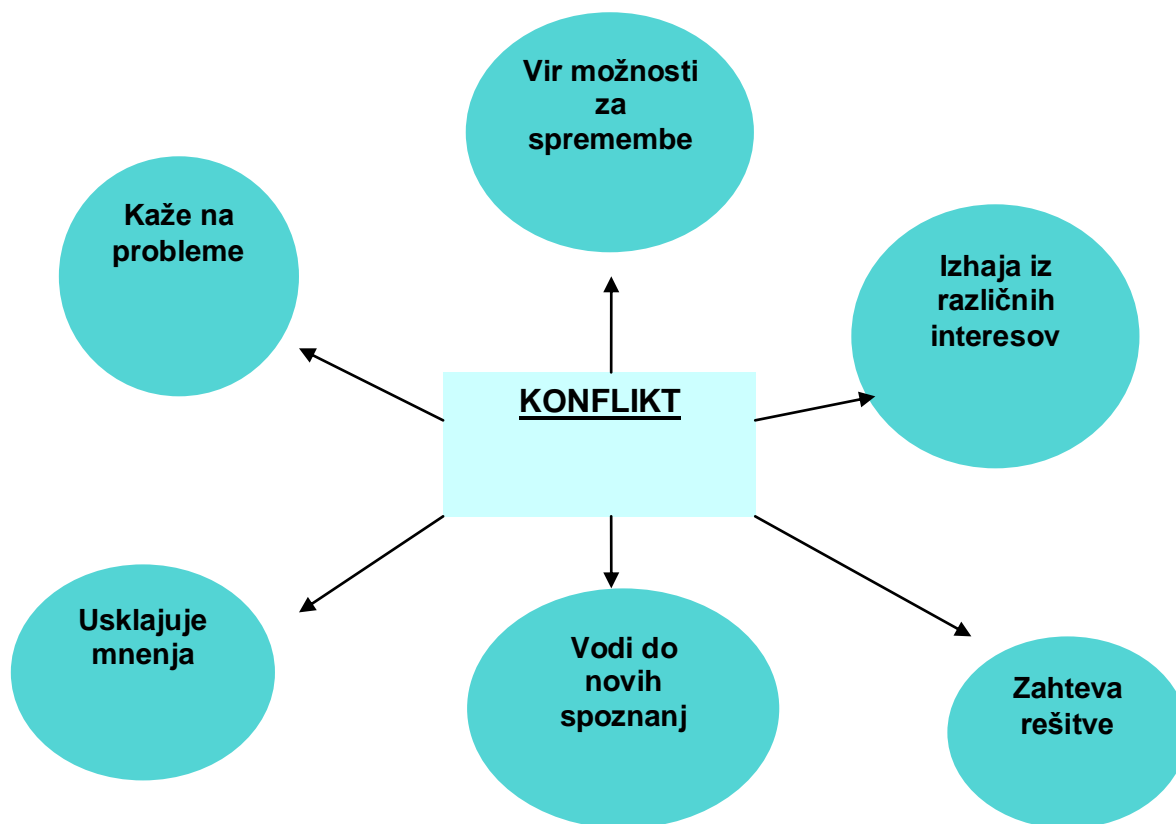 Vir možnosti
za
spremembe
Kaže na
probleme
Izhaja iz
različnih
interesov
KONFLIKT
Usklajuje
mnenja
Vodi do
novih
spoznanj
Zahteva
rešitve